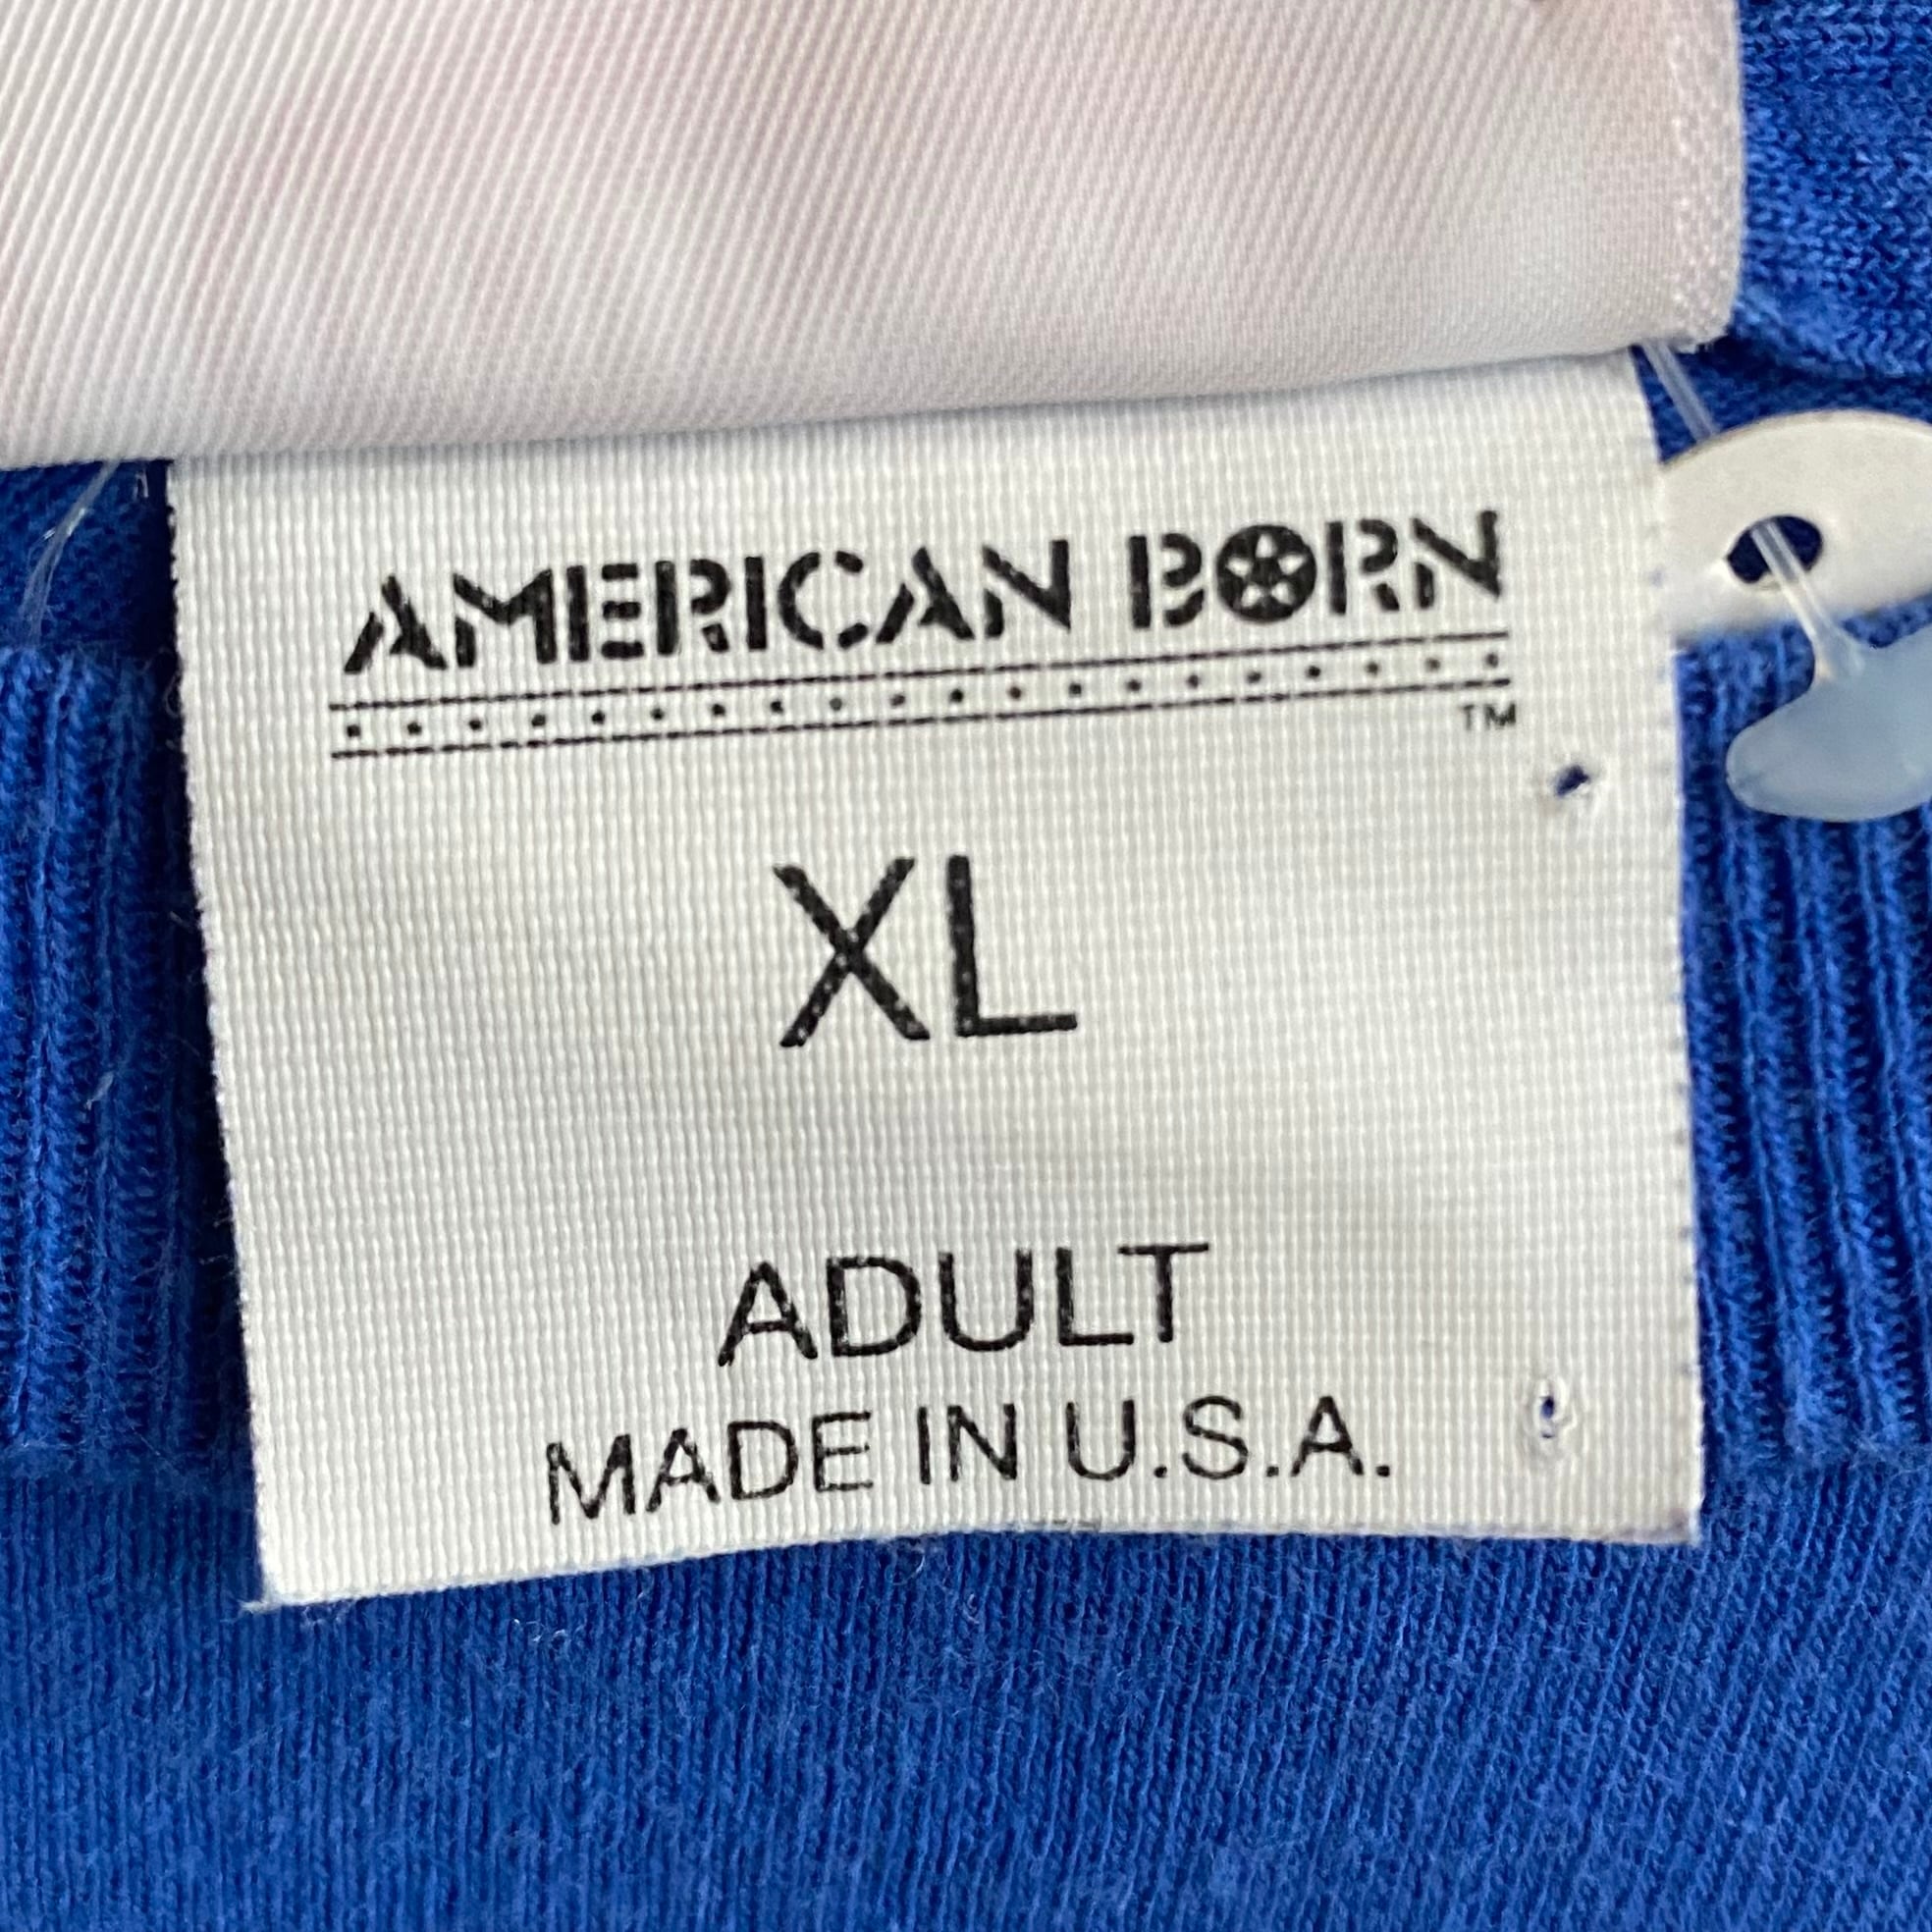 AMERICAN BORN
TM
XL
ADULT
MADE IN U.S.A.